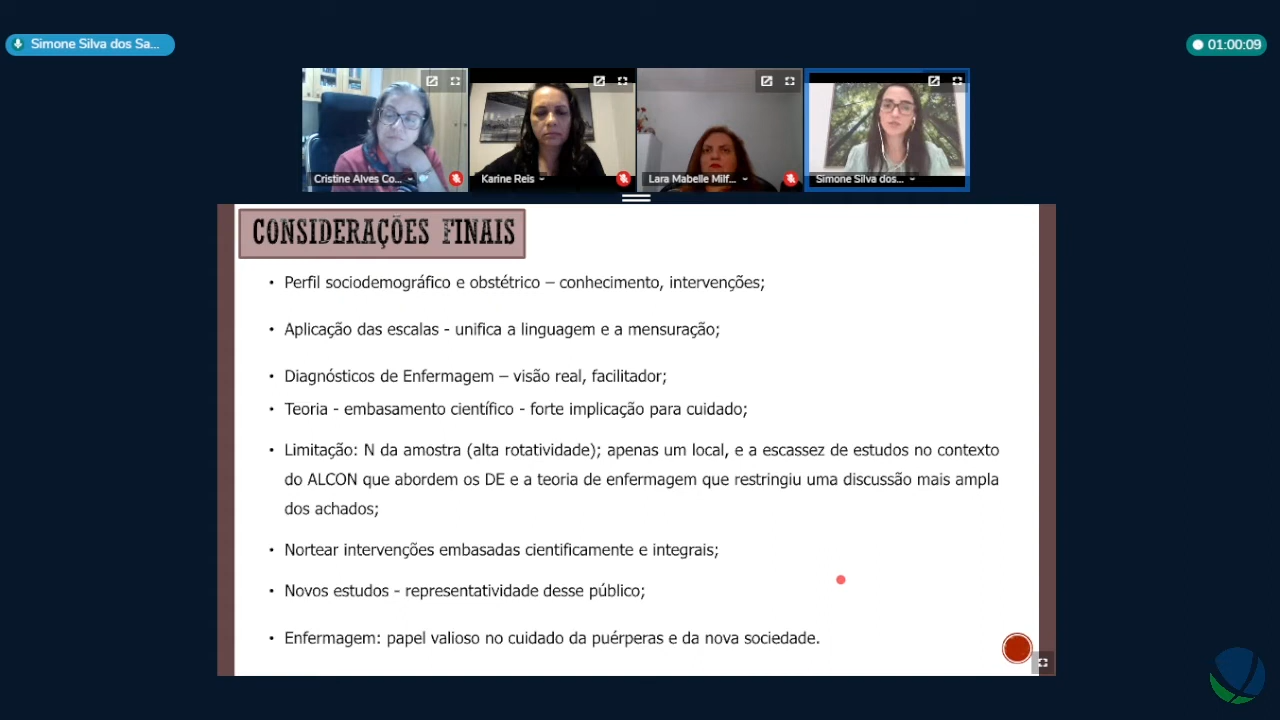 Simone Silva dos Sa...
01:00:09
Cristine Alves Co...
Karine Reis
Lara Mabelle Milf...
Simone Silva dos...
CONSIDERAÇÕES FINAIS
• Perfil sociodemográfico e obstétrico – conhecimento, intervenções;
• Aplicação das escalas - unifica a linguagem e a mensuração;
• Diagnósticos de Enfermagem – visão real, facilitador;
• Teoria - embasamento científico - forte implicação para cuidado;
• Limitação: N da amostra (alta rotatividade); apenas um local, e a escassez de estudos no contexto
do ALCON que abordem os DE e a teoria de enfermagem que restringiu uma discussão mais ampla
dos achados;
• Nortear intervenções embasadas cientificamente e integrais;
• Novos estudos - representatividade desse público;
• Enfermagem: papel valioso no cuidado da puérperas e da nova sociedade.